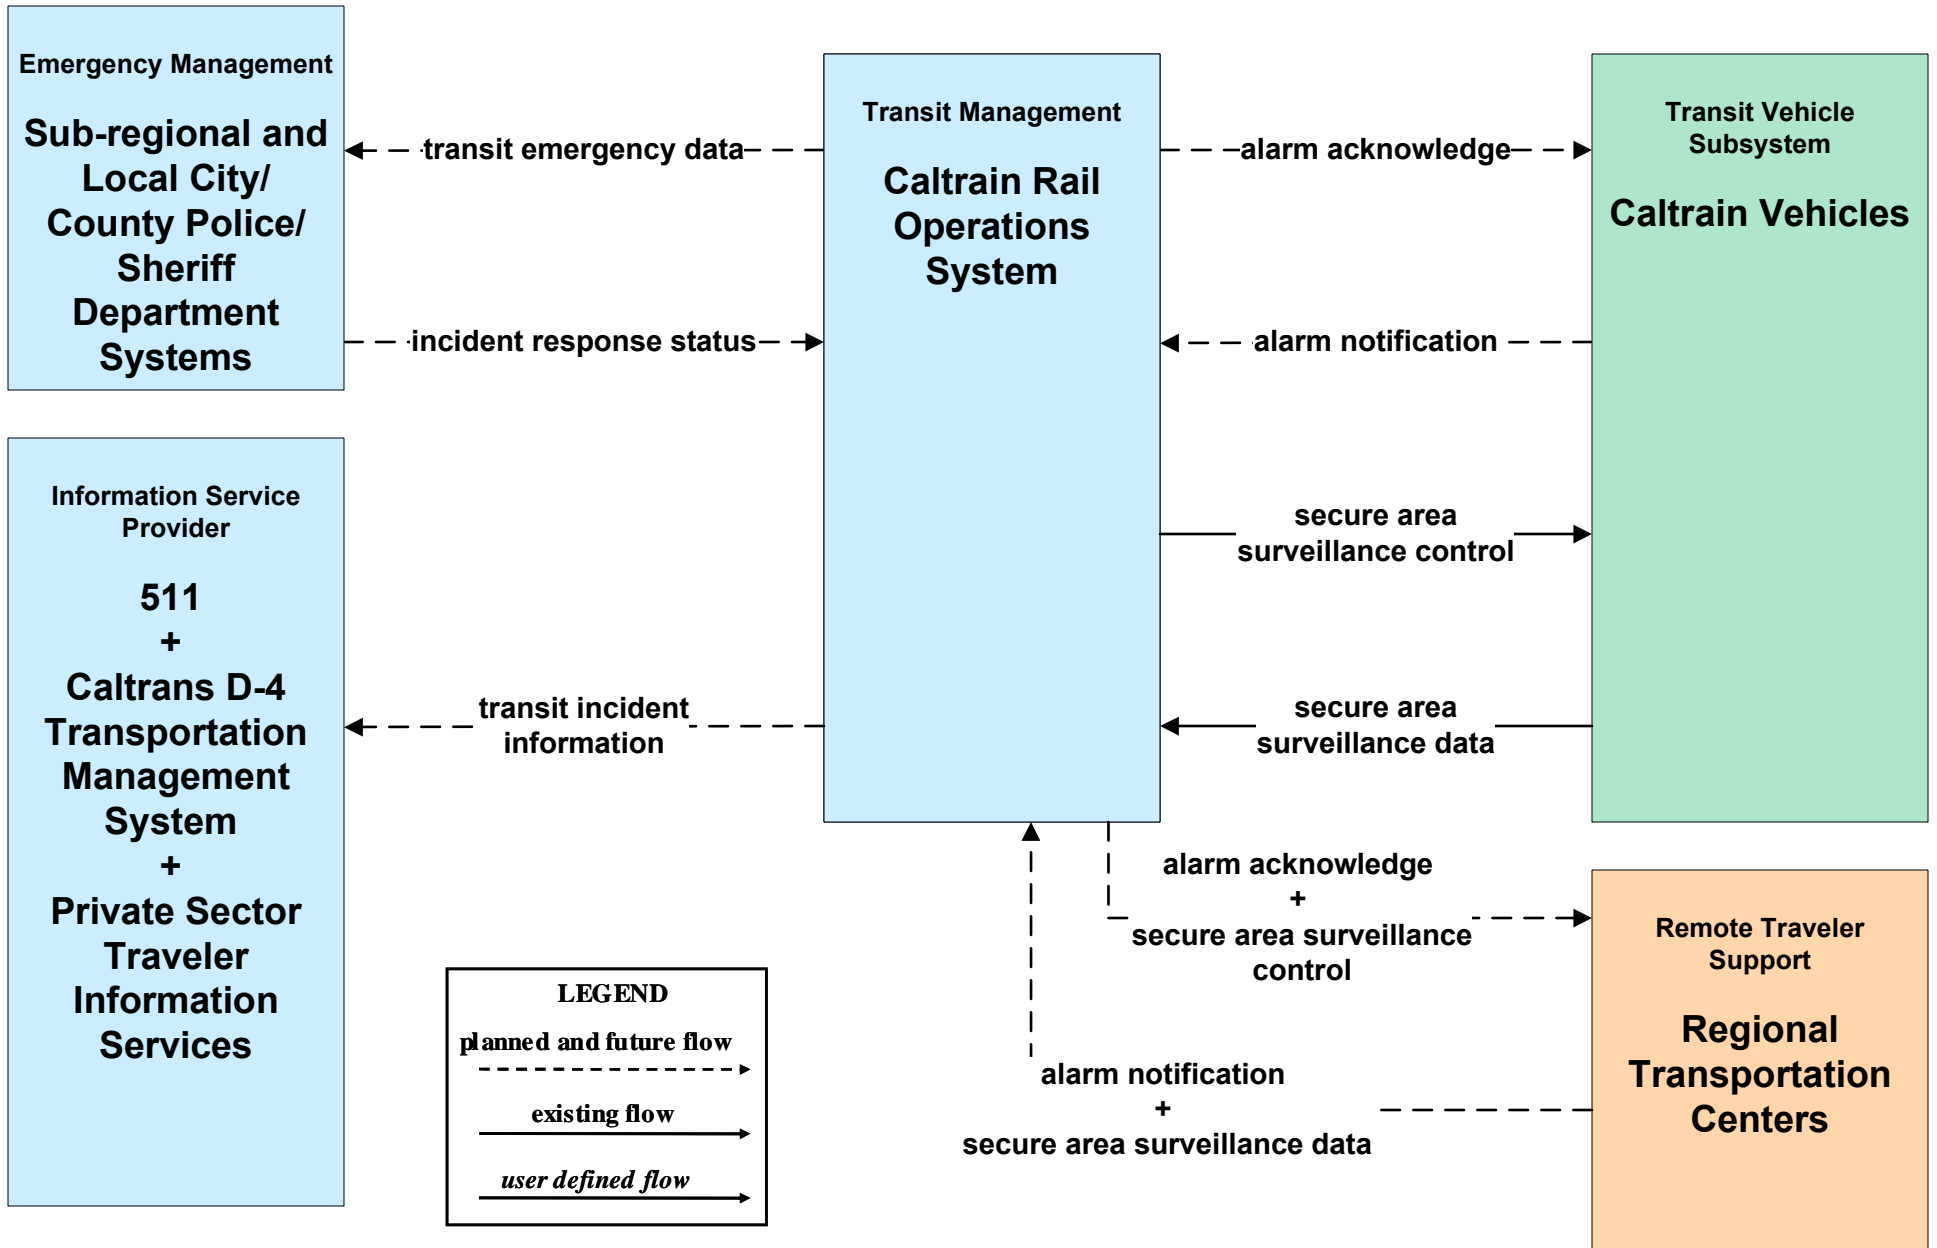 Emergency Management
Sub-regional and
Local City/
County Police/
Sheriff
Department
Systems
transit emergency data
incident response status
Transit Management
Caltrain Rail
Operations
System
alarm acknowledge
alarm notification
secure area
surveillance control
secure area
surveillance data
Transit Vehicle
Subsystem
Caltrain Vehicles
Information Service
Provider
511
+
Caltrans D-4
Transportation
Management
System
+
Private Sector
Traveler
Information
Services
transit incident
information
alarm acknowledge
+
secure area surveillance
control
alarm notification
+
secure area surveillance data
Remote Traveler
Support
Regional
Transportation
Centers
LEGEND
planned and future flow
existing flow
user defined flow